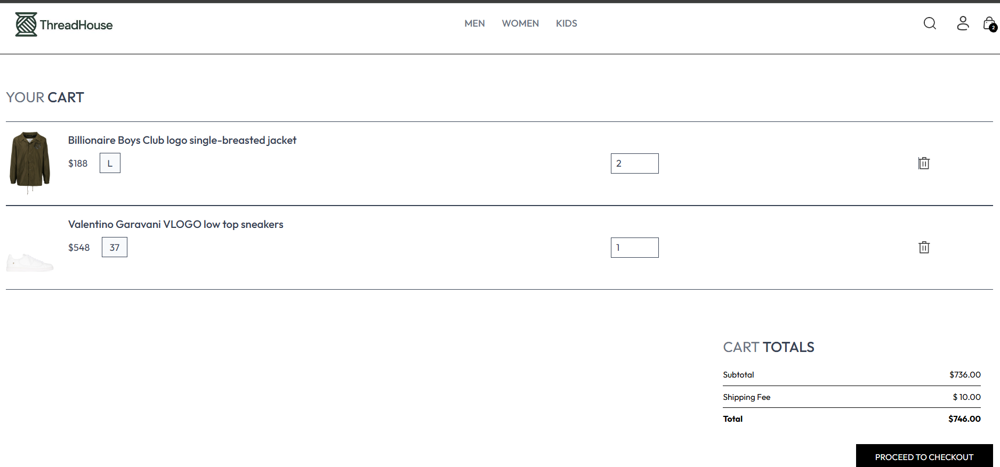 ThreadHouse
MEN WOMEN KIDS
2
YOUR CART
Billionaire Boys Club logo single-breasted jacket
$188 L 2
Valentino Garavani VLOGO low top sneakers
$548 37 1
CART TOTALS
Subtotal $736.00
Shipping Fee $ 10.00
Total $746.00
PROCEED TO CHECKOUT